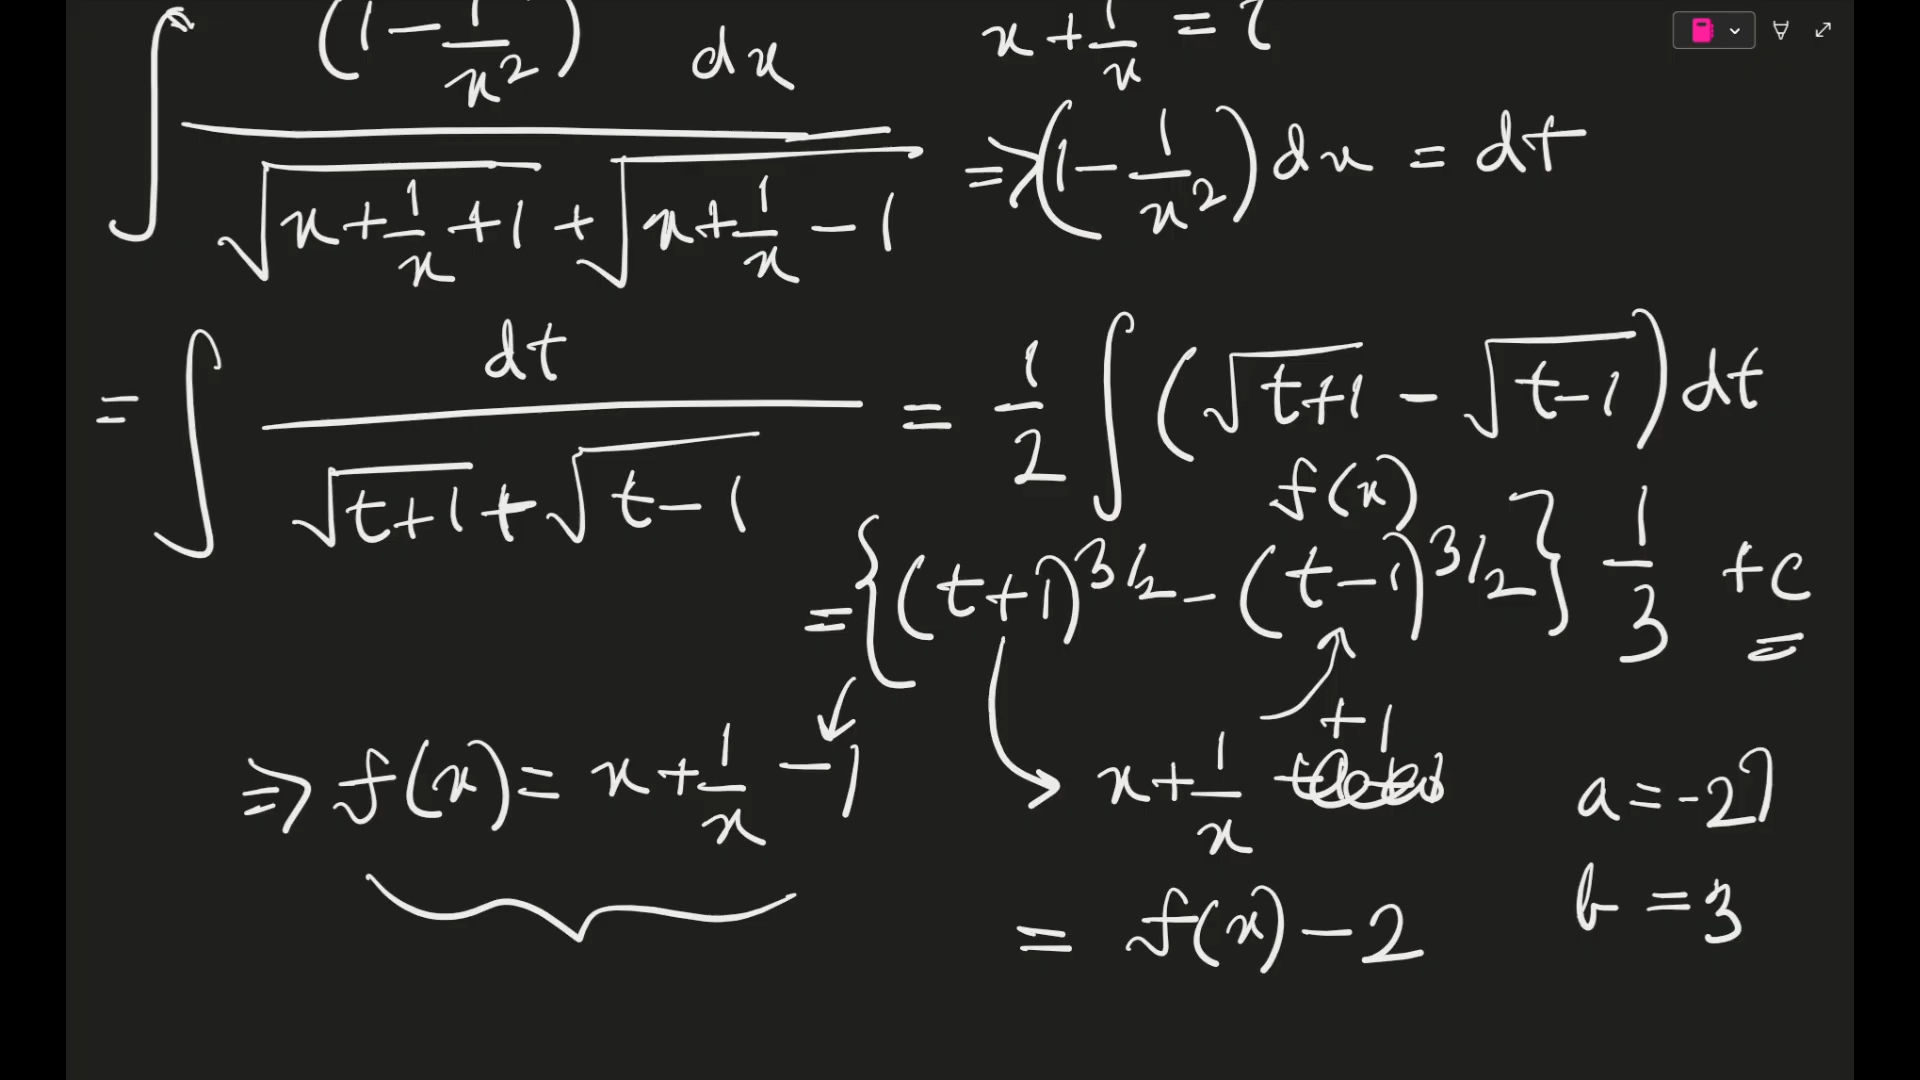 ∫ (1 - 1/x²) dx / (√(x + 1/x + 1) + √(x + 1/x - 1))
x + 1/x = t
=> (1 - 1/x²) dx = dt
= ∫ dt / (√(t+1) + √(t-1)) = 1/2 ∫ (√(t+1) - √(t-1)) dt
f(x)
= {(t+1)^3/2 - (t-1)^3/2} 1/3 + c
=> f(x) = x + 1/x - 1
x + 1/x + 1
= f(x) - 2
a = -2?
b = 3